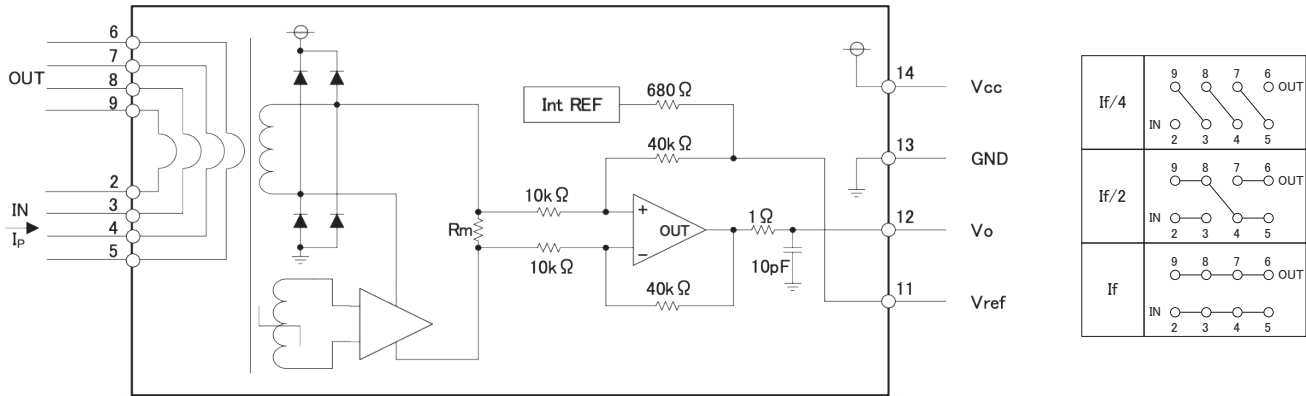 6
7
OUT
8
9
2
IN
3
I_P
4
5
Rm
10kΩ
10kΩ
Int REF
680Ω
40kΩ
+
OUT
−
40kΩ
1Ω
10pF
14 Vcc
13 GND
12 Vo
11 Vref
If/4
9 8 7 6
OUT
IN
2 3 4 5
If/2
9 8 7 6
OUT
IN
2 3 4 5
If
9 8 7 6
OUT
IN
2 3 4 5